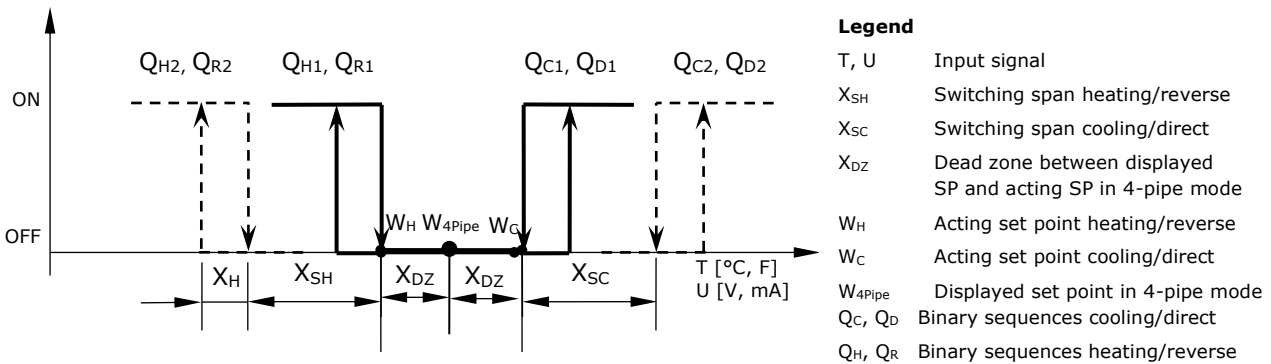 QH2, QR2
QH1, QR1
QC1, QD1
QC2, QD2
ON
OFF
WH W4Pipe WC
XH
XSH
XDZ
XDZ
XSC
T [°C, F]
U [V, mA]
Legend
T, U Input signal
XSH Switching span heating/reverse
XSC Switching span cooling/direct
XDZ Dead zone between displayed
SP and acting SP in 4-pipe mode
WH Acting set point heating/reverse
WC Acting set point cooling/direct
W4Pipe Displayed set point in 4-pipe mode
QC, QD Binary sequences cooling/direct
QH, QR Binary sequences heating/reverse